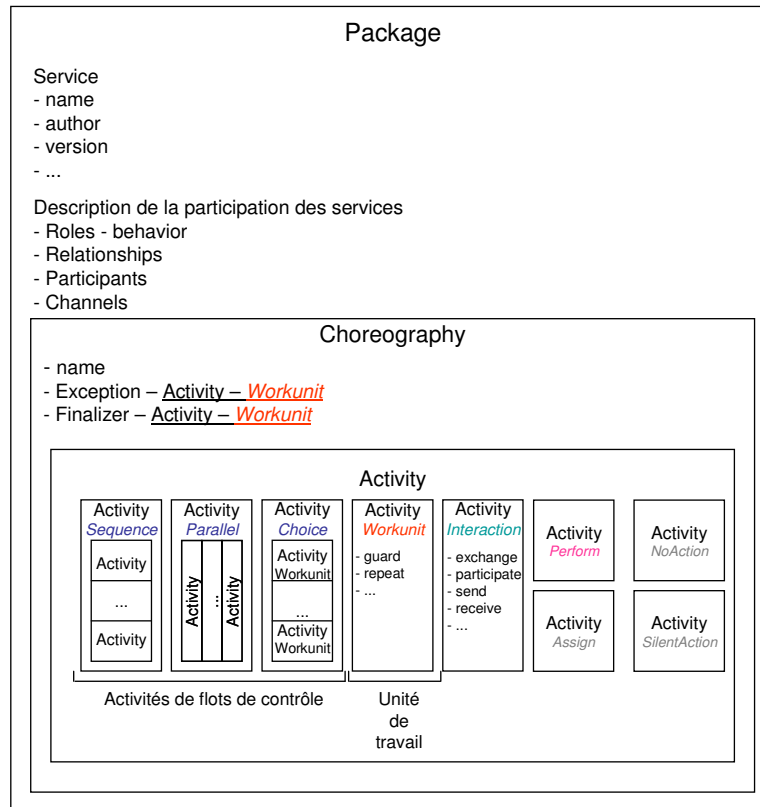 Package
Service
- name
- author
- version
- ...
Description de la participation des services
- Roles - behavior
- Relationships
- Participants
- Channels
Choreography
- name
- Exception – Activity – Workunit
- Finalizer – Activity – Workunit
Activity
Activity
Sequence
Activity
...
Activity
Activity
Parallel
Activity
...
Activity
Activity
Choice
Activity
Workunit
...
Activity
Workunit
Activity
Workunit
- guard
- repeat
- ...
Activity
Interaction
- exchange
- participate
- send
- receive
- ...
Activity
Perform
Activity
NoAction
Activity
Assign
Activity
SilentAction
Activités de flots de contrôle
Unité
de
travail